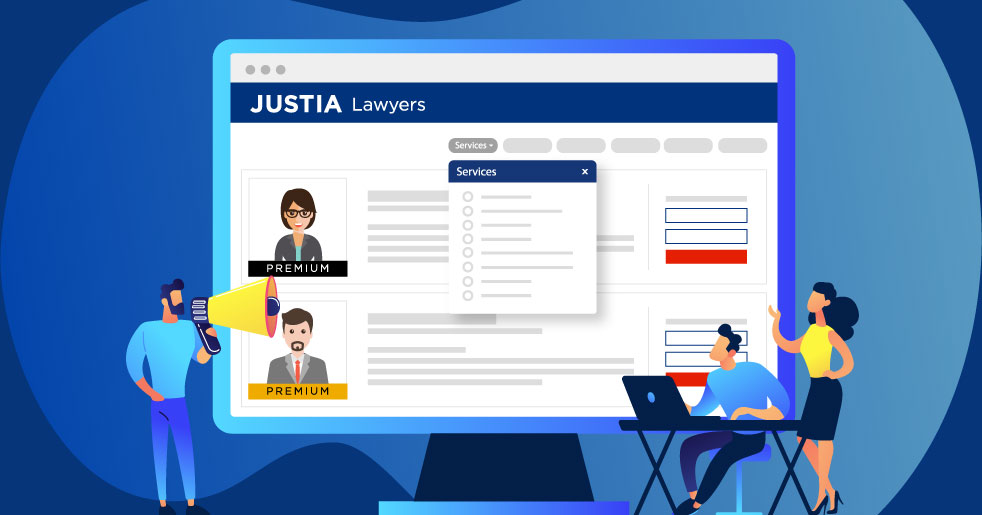 JUSTIA Lawyers
Services
Services ×
PREMIUM
PREMIUM